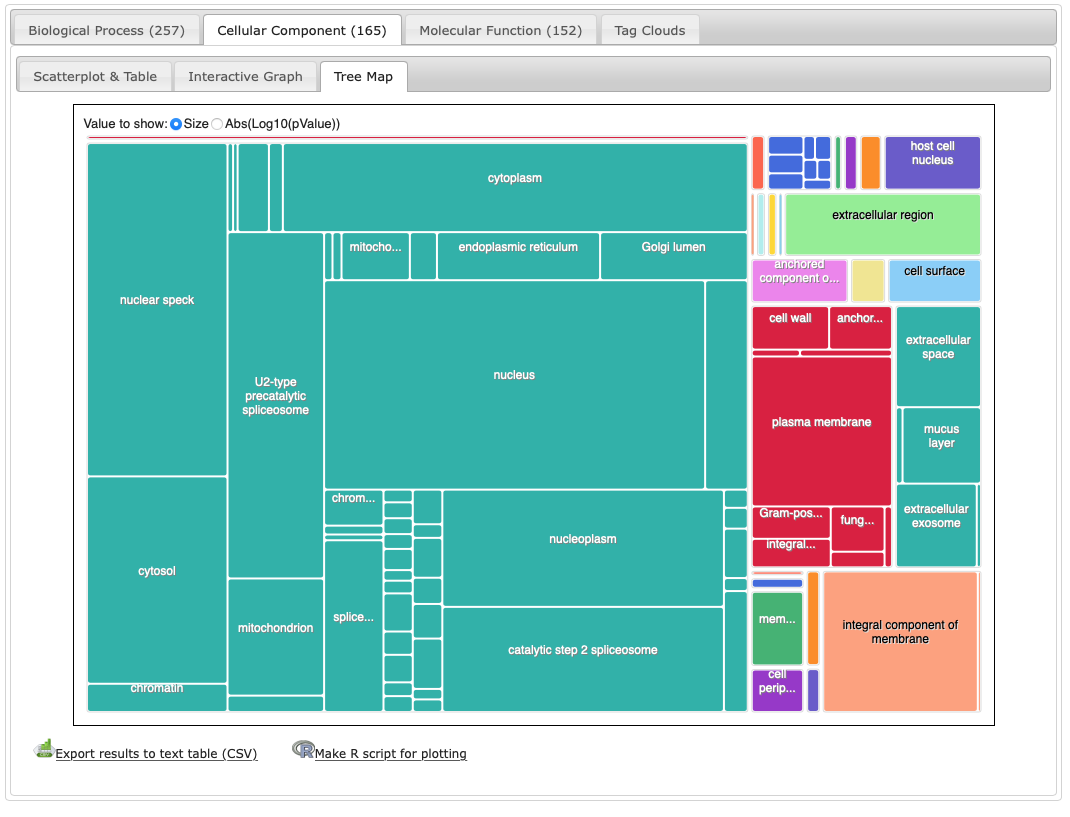 Biological Process (257)
Cellular Component (165)
Molecular Function (152)
Tag Clouds
Scatterplot & Table
Interactive Graph
Tree Map
Value to show: Size Abs(Log10(pValue))
nuclear speck
cytoplasm
U2-type
precatalytic
spliceosome
mitocho...
endoplasmic reticulum
Golgi lumen
nucleus
cytosol
chromatin
mitochondrion
chrom...
splice...
nucleoplasm
catalytic step 2 spliceosome
host cell
nucleus
extracellular region
anchored
component o...
cell surface
cell wall
anchor...
plasma membrane
Gram-pos...
fung...
integral...
extracellular
space
mucus
layer
extracellular
exosome
mem...
cell
perip...
integral component of
membrane
Export results to text table (CSV)
R
Make R script for plotting